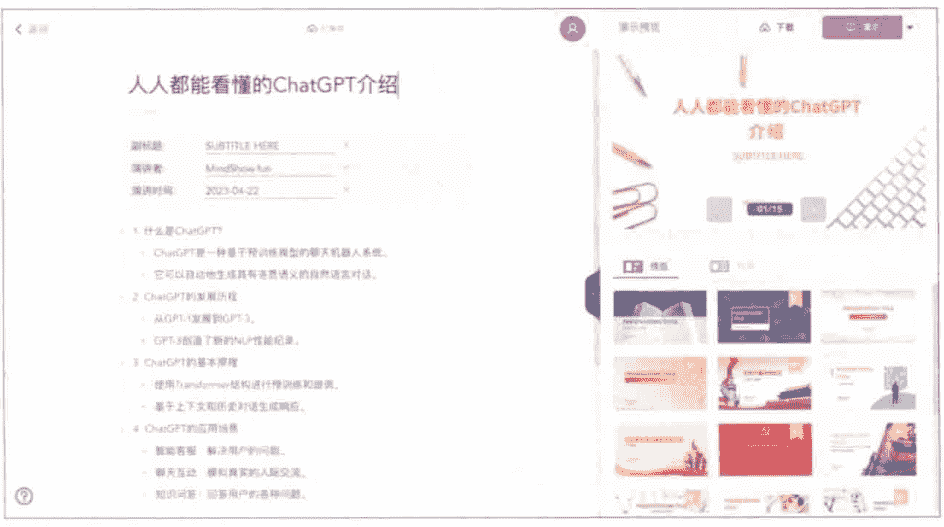 返回
已保存
演示预览
下载
演示
人人都能看懂的ChatGPT介绍
副标题 SUBTITLE HERE
演讲者 MindShow.fun
演讲时间 2023-04-22
1 什么是ChatGPT?
ChatGPT是一种基于预训练模型的聊天机器人系统。
它可以自动地生成具有语质语义的自然语言对话。
2 ChatGPT的发展历程
从GPT-1发展到GPT-3。
GPT-3创造了新的NLP性能纪录。
3 ChatGPT的基本原理
使用Transformer结构进行预训练和微调。
基于上下文和历史对话生成响应。
4 ChatGPT的应用场景
智能客服 解决用户的问题。
聊天互动 模拟真实的人际交流。
知识问答 回答用户的各种问题。
人人都能看懂的ChatGPT
介绍
SUBTITLE HERE
01/15
模板